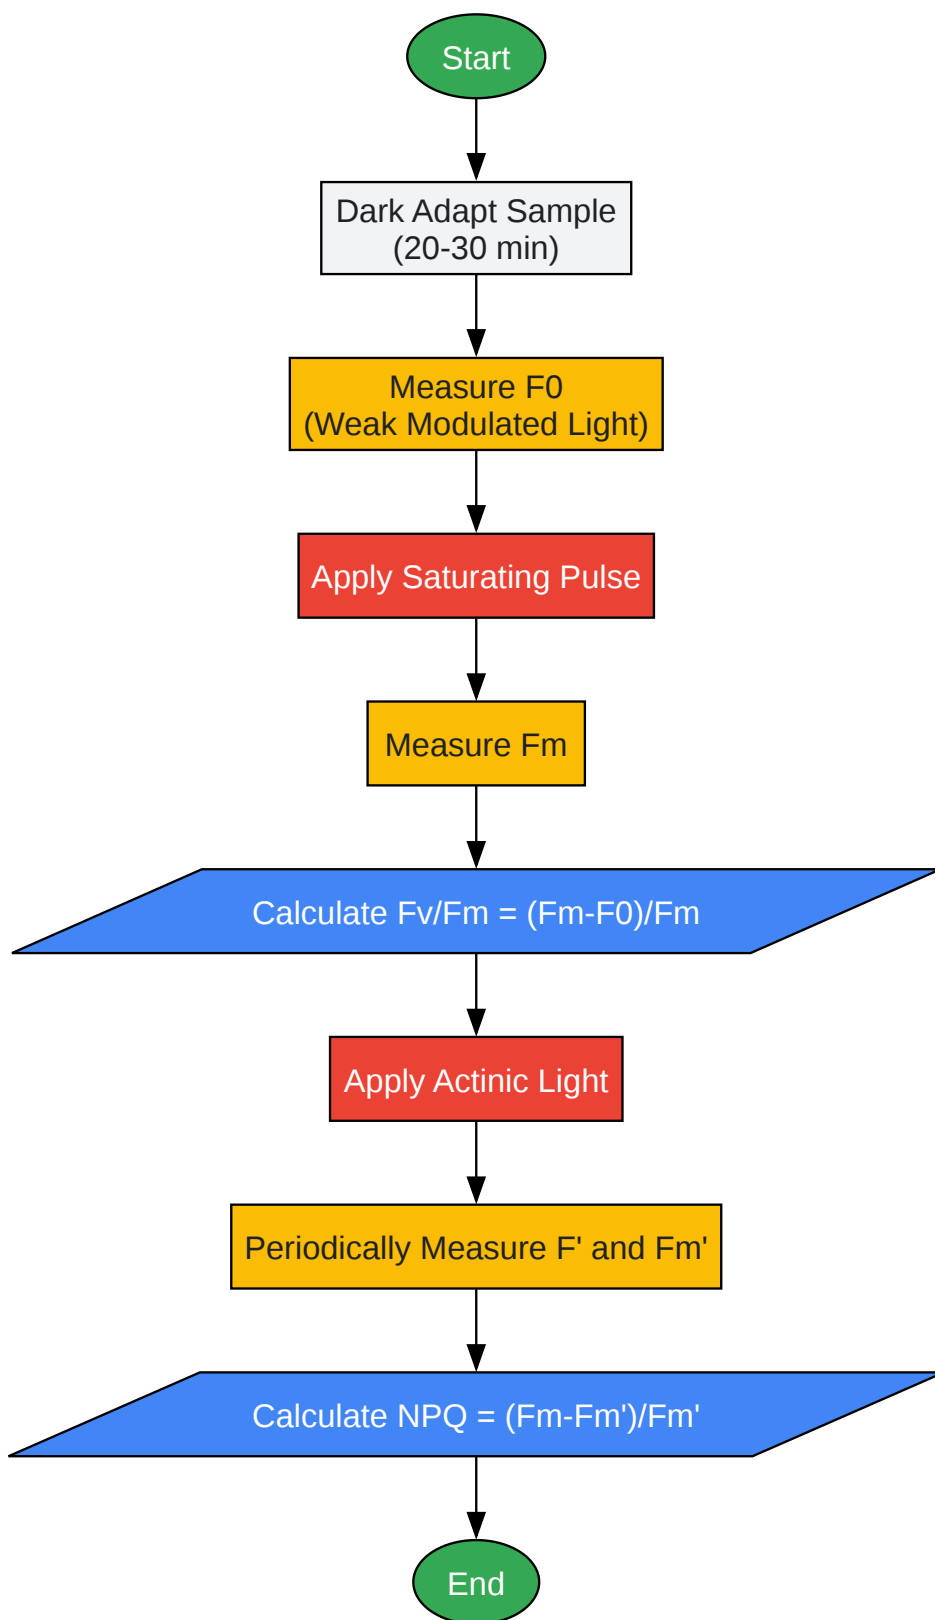 Start
Dark Adapt Sample
(20-30 min)
Measure F0
(Weak Modulated Light)
Apply Saturating Pulse
Measure Fm
Calculate Fv/Fm = (Fm-F0)/Fm
Apply Actinic Light
Periodically Measure F' and Fm'
Calculate NPQ = (Fm-Fm')/Fm'
End